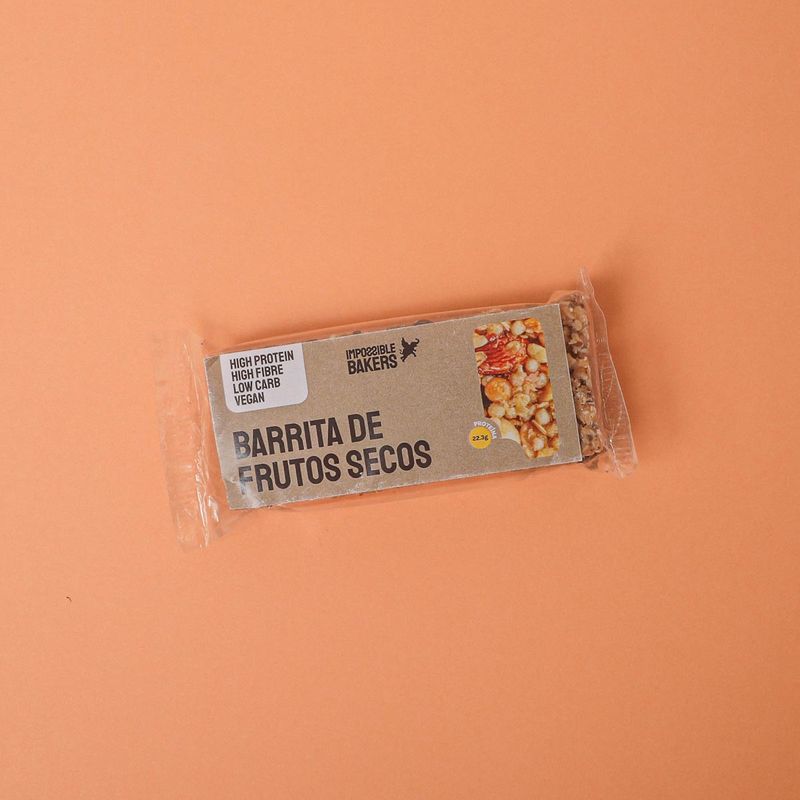 HIGH PROTEIN
HIGH FIBRE
LOW CARB
VEGAN
IMPOSSIBLE
BAKERS
BARRITA DE
FRUTOS SECOS
PROTEÍNA
22.3g